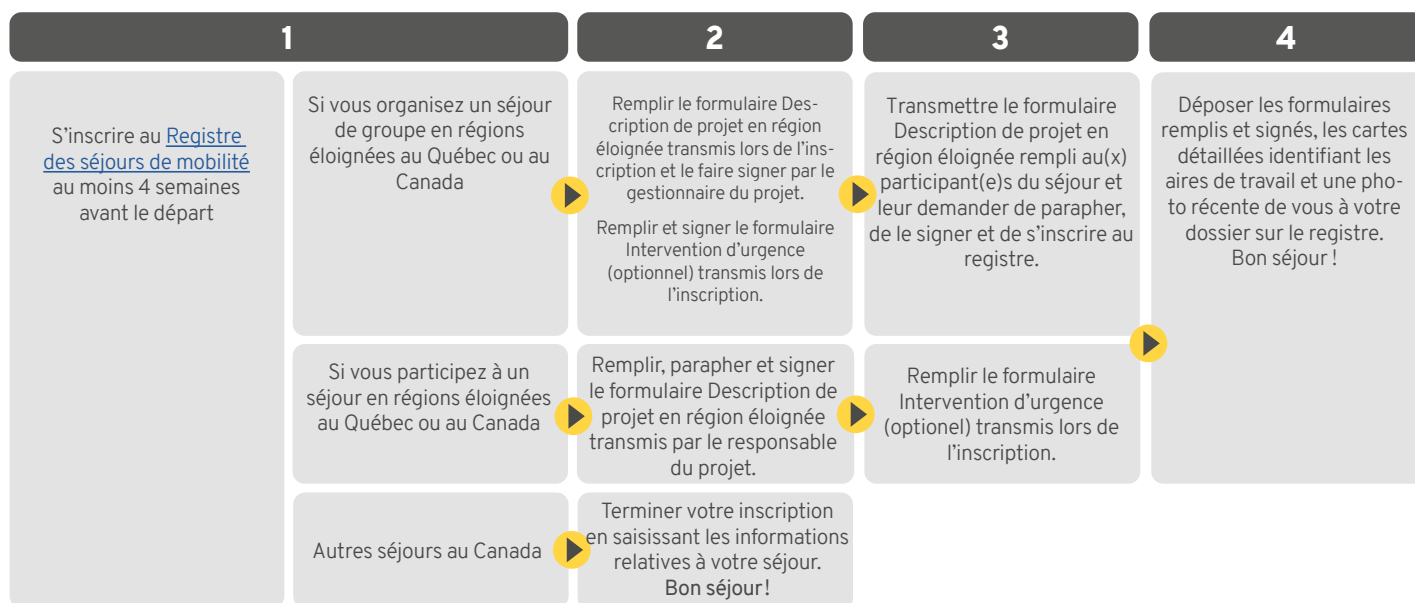 1
2
3
4
S'inscrire au Registre
des séjours de mobilité
au moins 4 semaines
avant le départ
Si vous organisez un séjour
de groupe en régions
éloignées au Québec ou au
Canada
Remplir le formulaire Des-
cription de projet en région
éloignée transmis lors de l'ins-
cription et le faire signer par le
gestionnaire du projet.
Remplir et signer le formulaire
Intervention d'urgence
(optionnel) transmis lors de
l'inscription.
Transmettre le formulaire
Description de projet en
région éloignée rempli au(x)
participant(e)s du séjour et
leur demander de parapher,
de le signer et de s'inscrire au
registre.
Déposer les formulaires
remplis et signés, les cartes
détaillées identifiant les
aires de travail et une pho-
to récente de vous à votre
dossier sur le registre.
Bon séjour !
Si vous participez à un
séjour en régions éloignées
au Québec ou au Canada
Remplir, parapher et signer
le formulaire Description de
projet en région éloignée
transmis par le responsable
du projet.
Remplir le formulaire
Intervention d'urgence
(optionel) transmis lors de
l'inscription.
Autres séjours au Canada
Terminer votre inscription
en saisissant les informations
relatives à votre séjour.
Bon séjour !